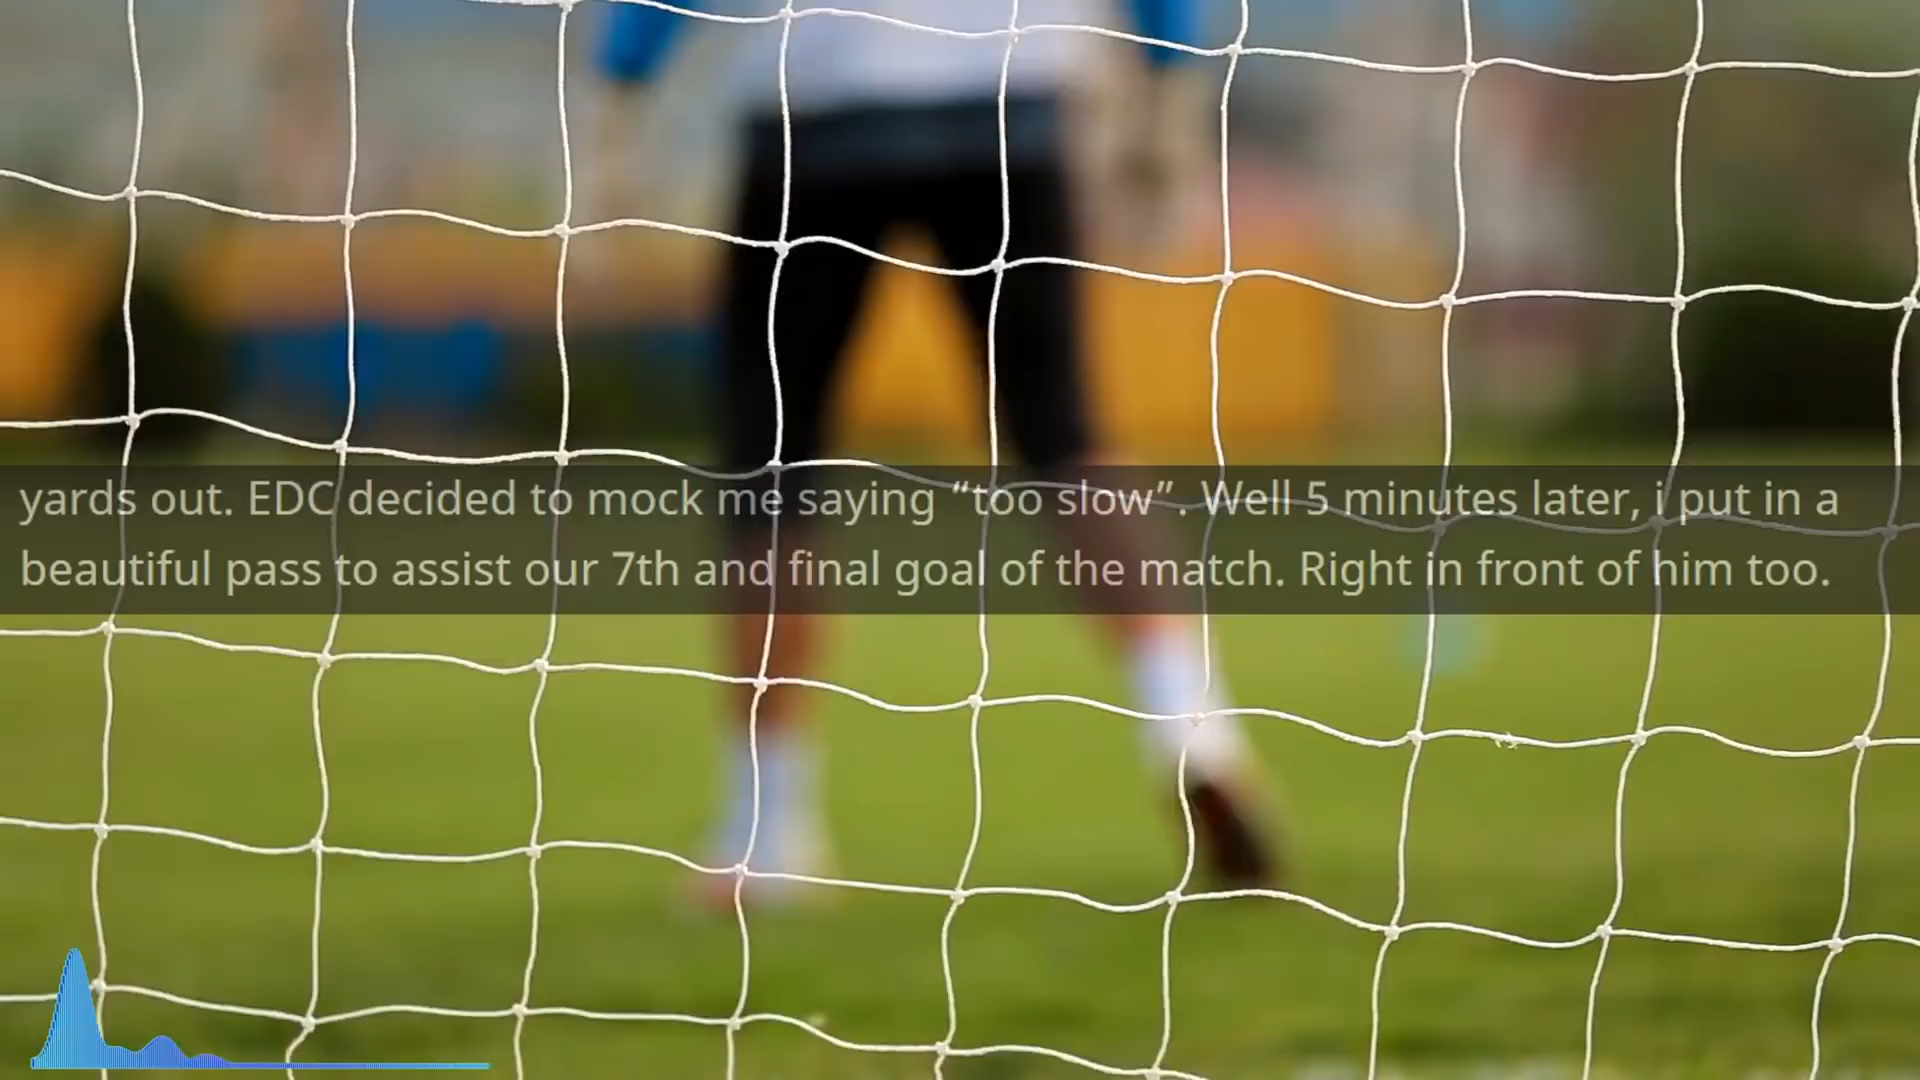 yards out. EDC decided to mock me saying “too slow”. Well 5 minutes later, i put in a
beautiful pass to assist our 7th and final goal of the match. Right in front of him too.